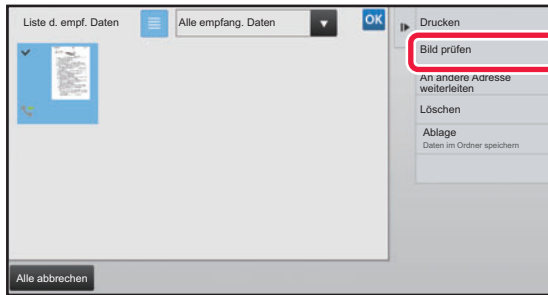 Liste d. empf. Daten
Alle empfang. Daten
OK
Drucken
Bild prüfen
An andere Adresse
weiterleiten
Löschen
Ablage
Daten im Ordner speichern
Alle abbrechen